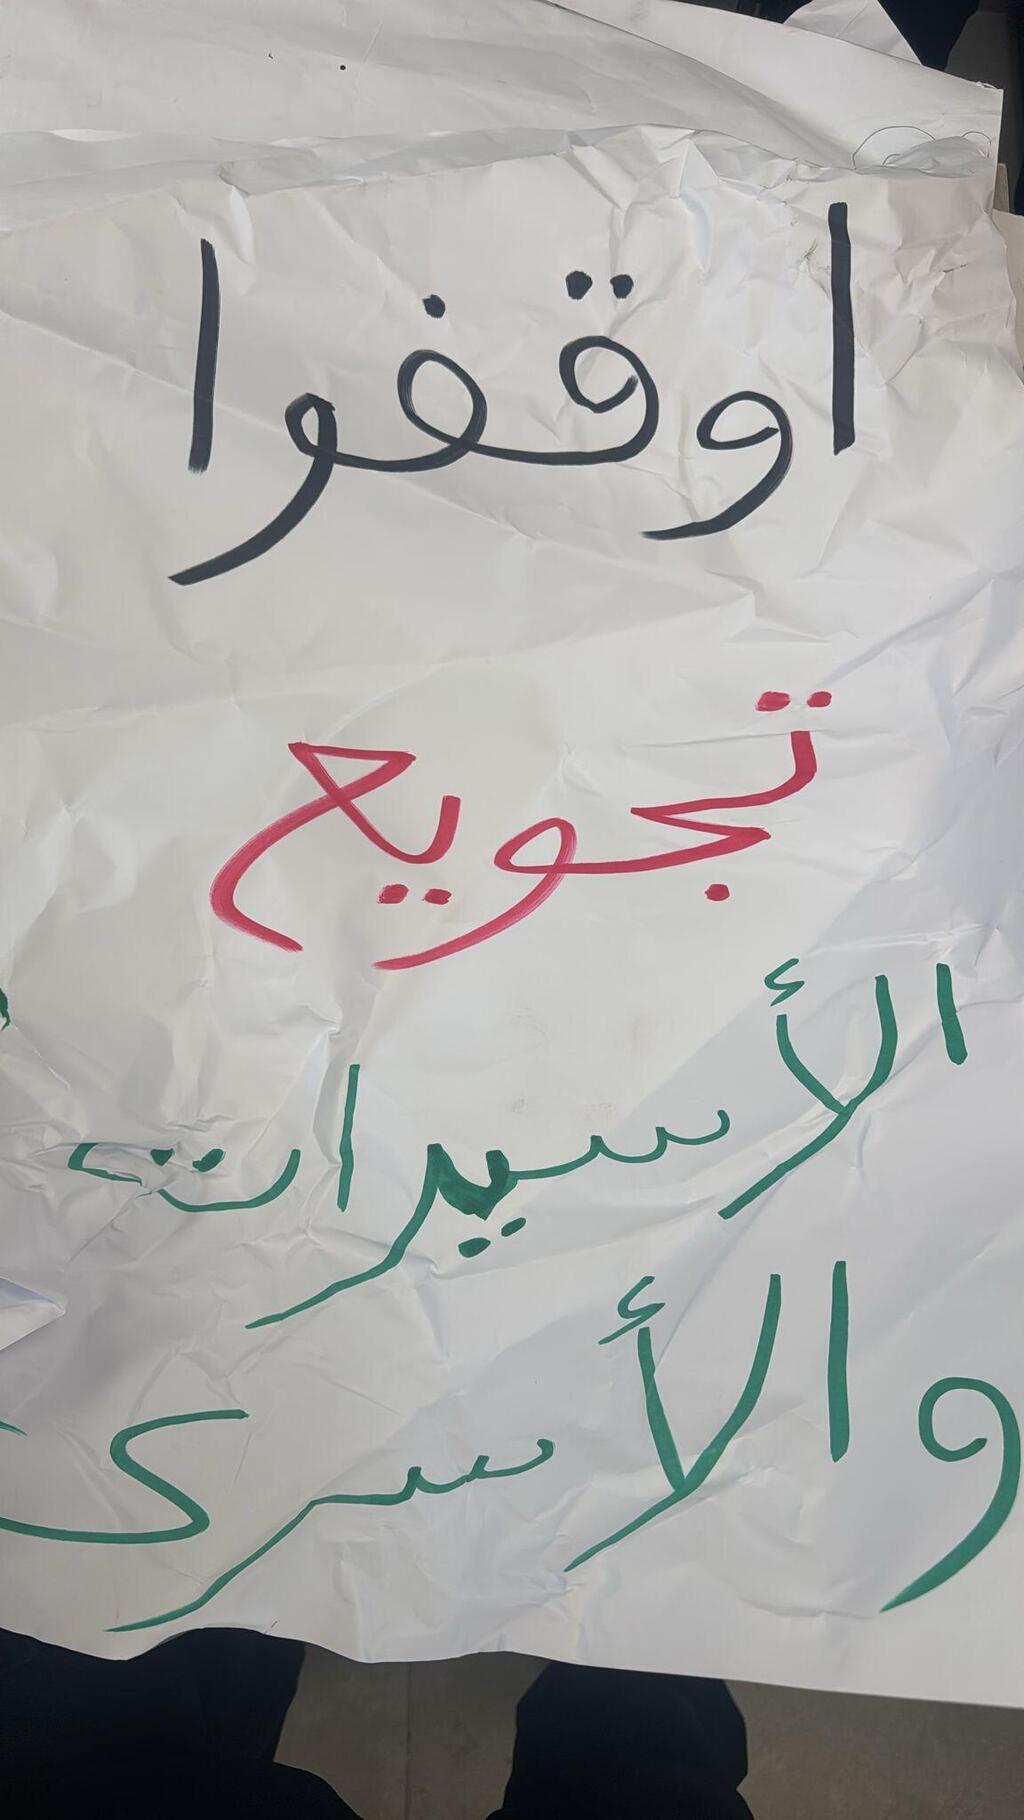 اوقفوا
تجويع
الأسيرات
والأسرى